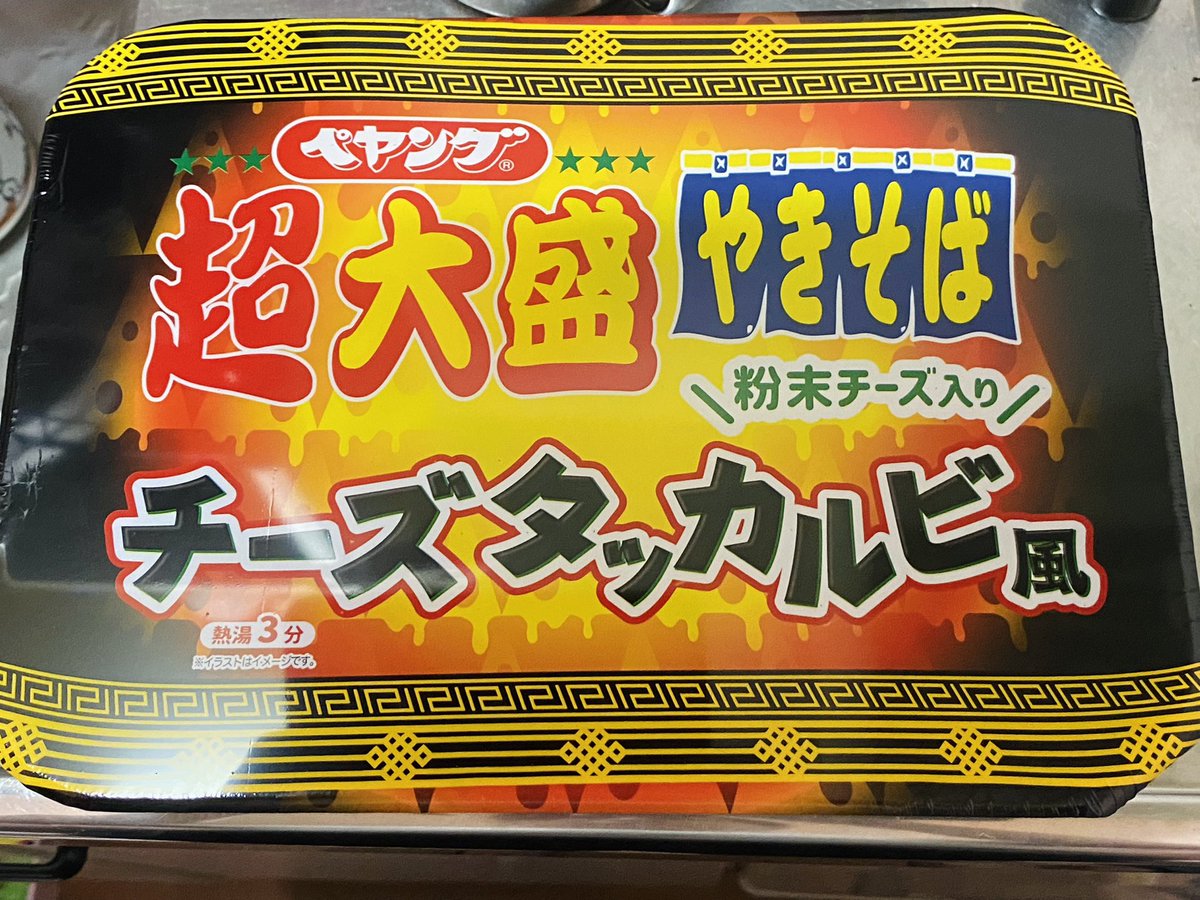 ペヤング®
超大盛
やきそば
粉末チーズ入り
チーズタッカルビ風
熱湯3分
※イラストはイメージです。